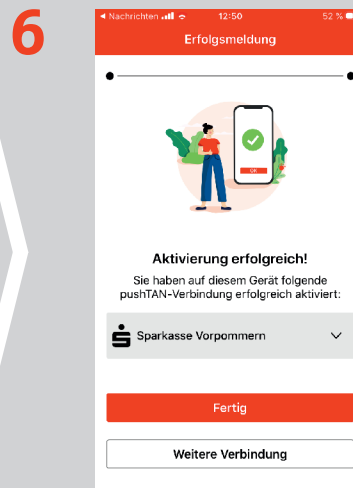 6
Nachrichten 12:50 52 %
Erfolgsmeldung
OK
Aktivierung erfolgreich!
Sie haben auf diesem Gerät folgende
pushTAN-Verbindung erfolgreich aktiviert:
Sparkasse Vorpommern
Fertig
Weitere Verbindung